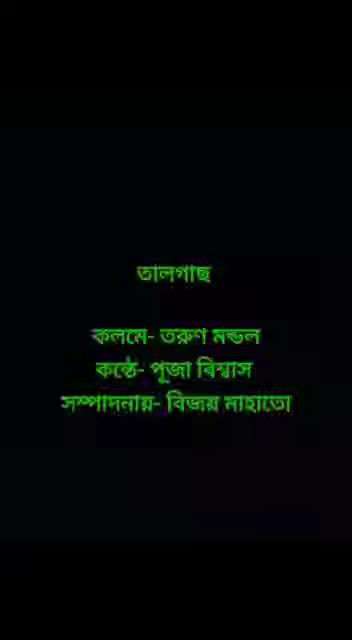 তালগাছ
কলমে- তরুণ মন্ডল
কন্ঠে- পূজা বিশ্বাস
সম্পাদনায়- বিজয় মাহাতো